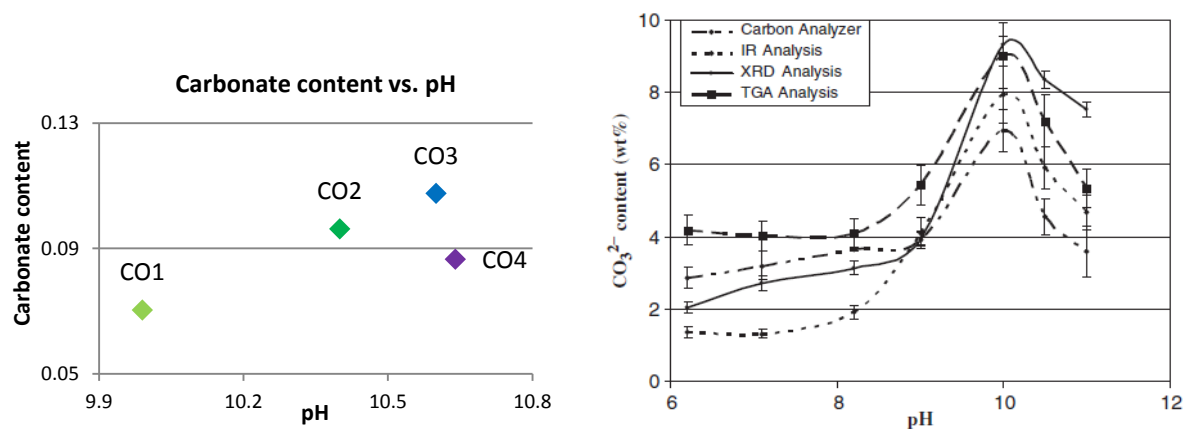 Carbonate content vs. pH
Carbonate content
0.13
0.09
0.05
CO1
CO2
CO3
CO4
9.9
10.2
10.5
10.8
pH
CO₃²⁻ content (wt%)
10
8
6
4
2
0
Carbon Analyzer
IR Analysis
XRD Analysis
TGA Analysis
6
8
10
12
pH